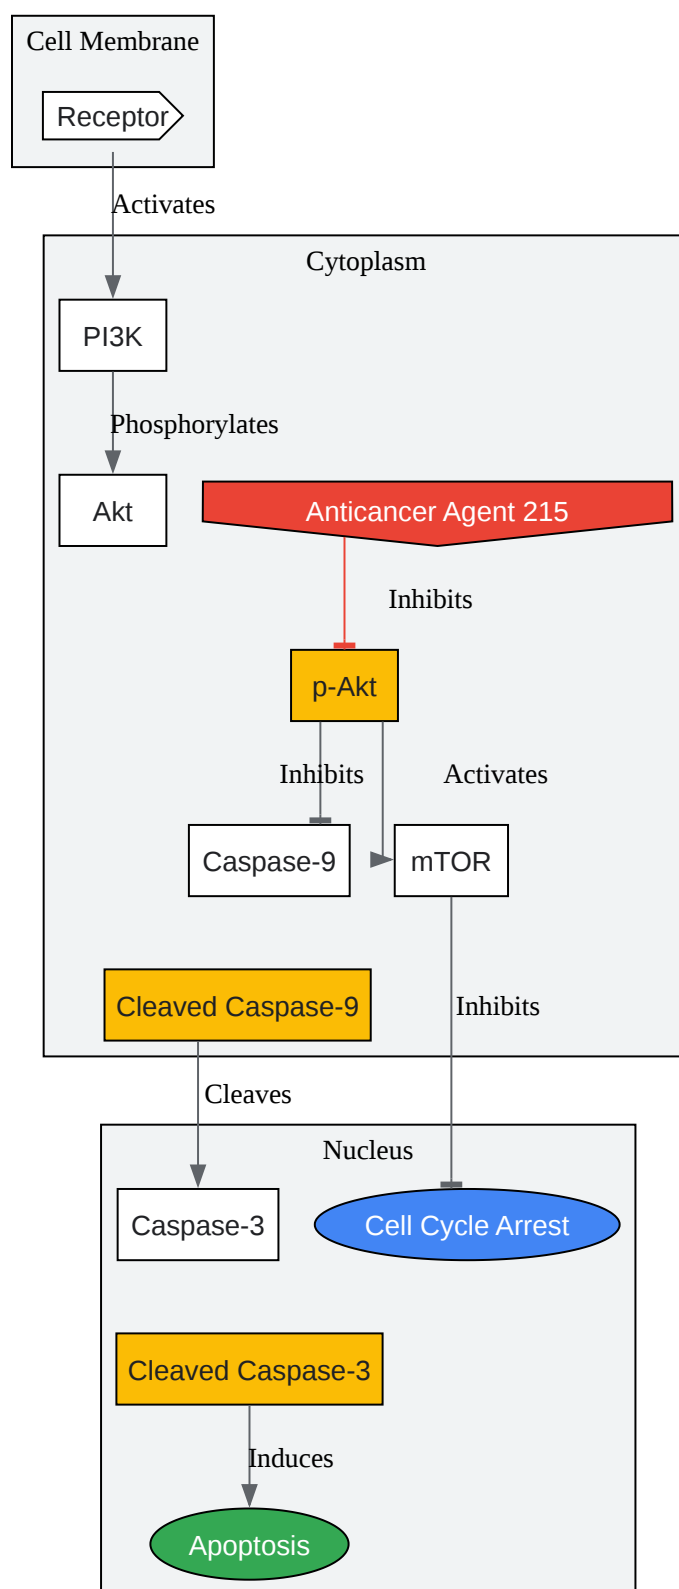 Cell Membrane
Receptor
Activates
Cytoplasm
PI3K
Phosphorylates
Akt
Anticancer Agent 215
Inhibits
p-Akt
Inhibits
Activates
Caspase-9
mTOR
Cleaved Caspase-9
Inhibits
Cleaves
Nucleus
Caspase-3
Cell Cycle Arrest
Cleaved Caspase-3
Induces
Apoptosis